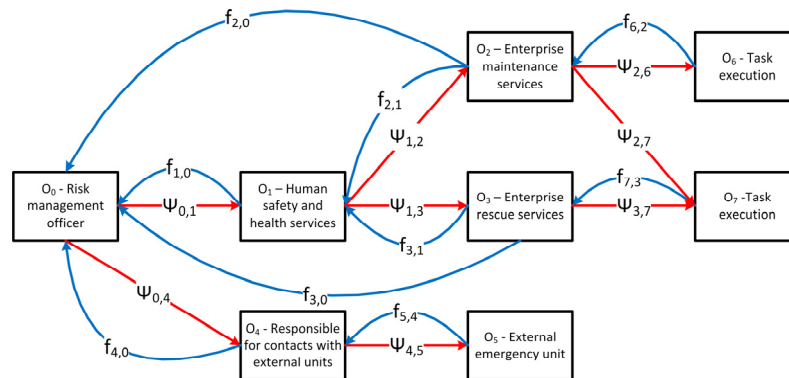 f2,0
O2 – Enterprise
maintenance
services
f6,2
Ψ2,6
O6 - Task
execution
f2,1
Ψ1,2
Ψ2,7
O0 - Risk
management
officer
f1,0
Ψ0,1
O1 – Human
safety and
health services
Ψ1,3
f3,1
O3 – Enterprise
rescue services
f7,3
Ψ3,7
O7 -Task
execution
Ψ0,4
f3,0
f4,0
O4 - Responsible
for contacts with
external units
f5,4
Ψ4,5
O5 - External
emergency unit